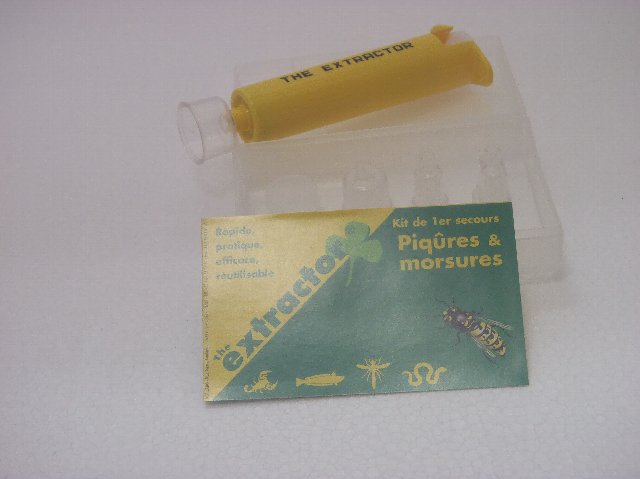 THE EXTRACTOR
Rapide,
pratique,
efficace,
réutilisable
the extractor
Kit de 1er secours
Piqûres &
morsures